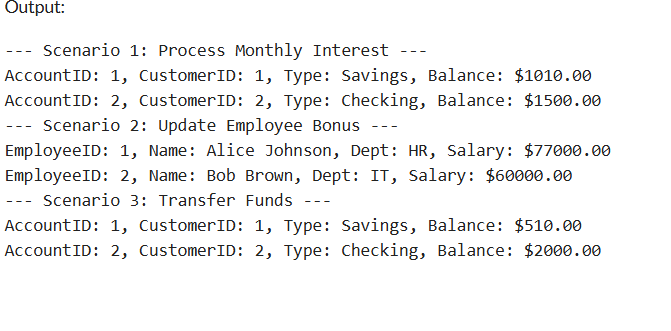 Output:
--- Scenario 1: Process Monthly Interest ---
AccountID: 1, CustomerID: 1, Type: Savings, Balance: $1010.00
AccountID: 2, CustomerID: 2, Type: Checking, Balance: $1500.00
--- Scenario 2: Update Employee Bonus ---
EmployeeID: 1, Name: Alice Johnson, Dept: HR, Salary: $77000.00
EmployeeID: 2, Name: Bob Brown, Dept: IT, Salary: $60000.00
--- Scenario 3: Transfer Funds ---
AccountID: 1, CustomerID: 1, Type: Savings, Balance: $510.00
AccountID: 2, CustomerID: 2, Type: Checking, Balance: $2000.00